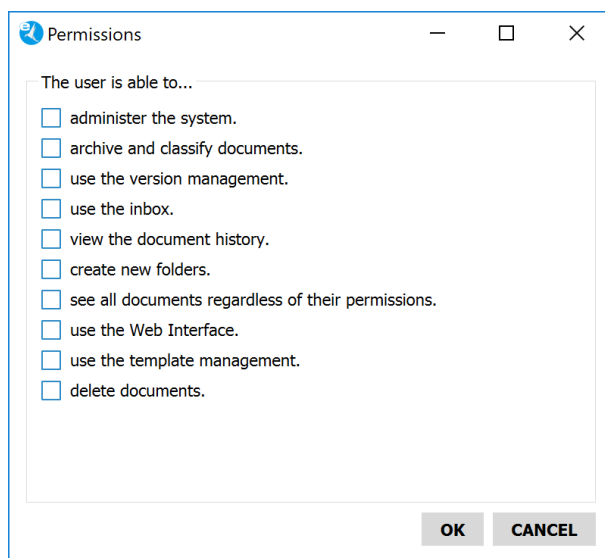 Permissions
The user is able to...
administer the system.
archive and classify documents.
use the version management.
use the inbox.
view the document history.
create new folders.
see all documents regardless of their permissions.
use the Web Interface.
use the template management.
delete documents.
OK CANCEL